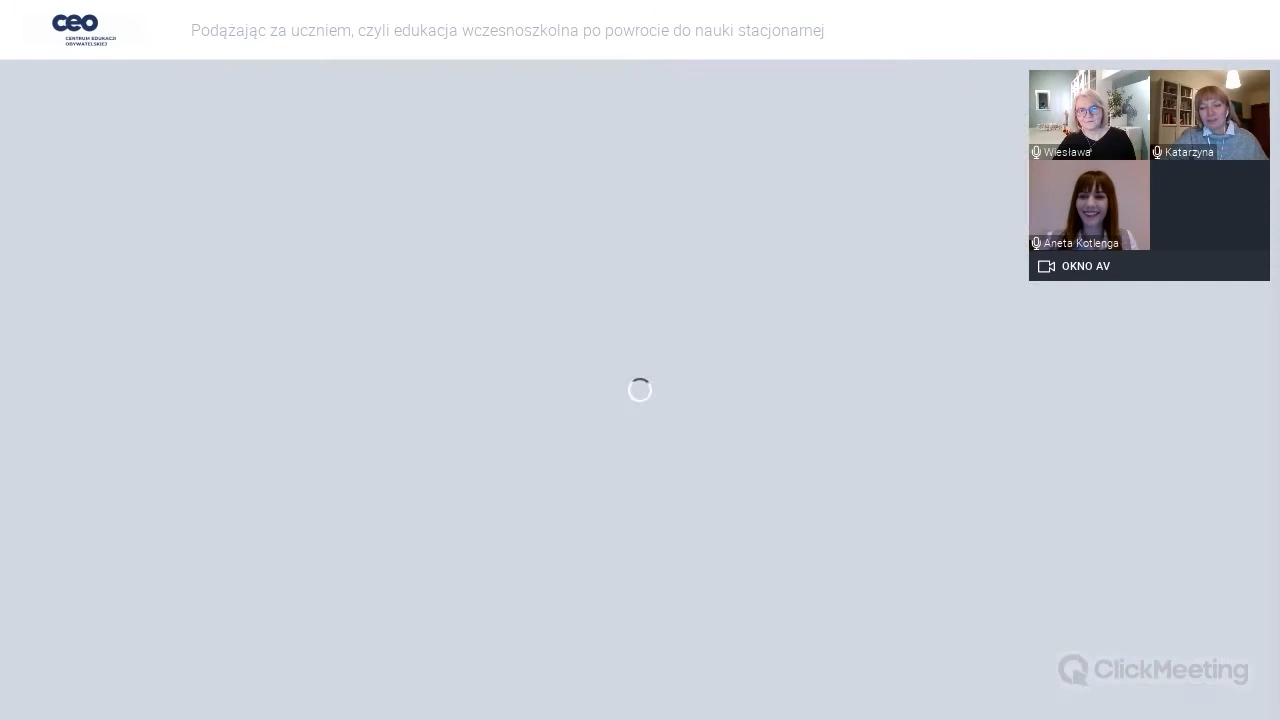 ceo
CENTRUM EDUKACJI
OBYWATELSKIEJ
Podążając za uczniem, czyli edukacja wczesnoszkolna po powrocie do nauki stacjonarnej
Wiesława
Katarzyna
Aneta Kotlenga
OKNO AV
ClickMeeting